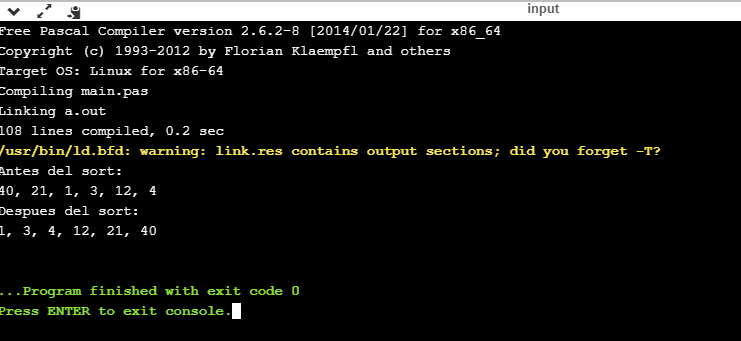 input
Free Pascal Compiler version 2.6.2-8 [2014/01/22] for x86_64
Copyright (c) 1993-2012 by Florian Klaempfl and others
Target OS: Linux for x86-64
Compiling main.pas
Linking a.out
108 lines compiled, 0.2 sec
/usr/bin/ld.bfd: warning: link.res contains output sections; did you forget -T?
Antes del sort:
40, 21, 1, 3, 12, 4
Despues del sort:
1, 3, 4, 12, 21, 40
...Program finished with exit code 0
Press ENTER to exit console.